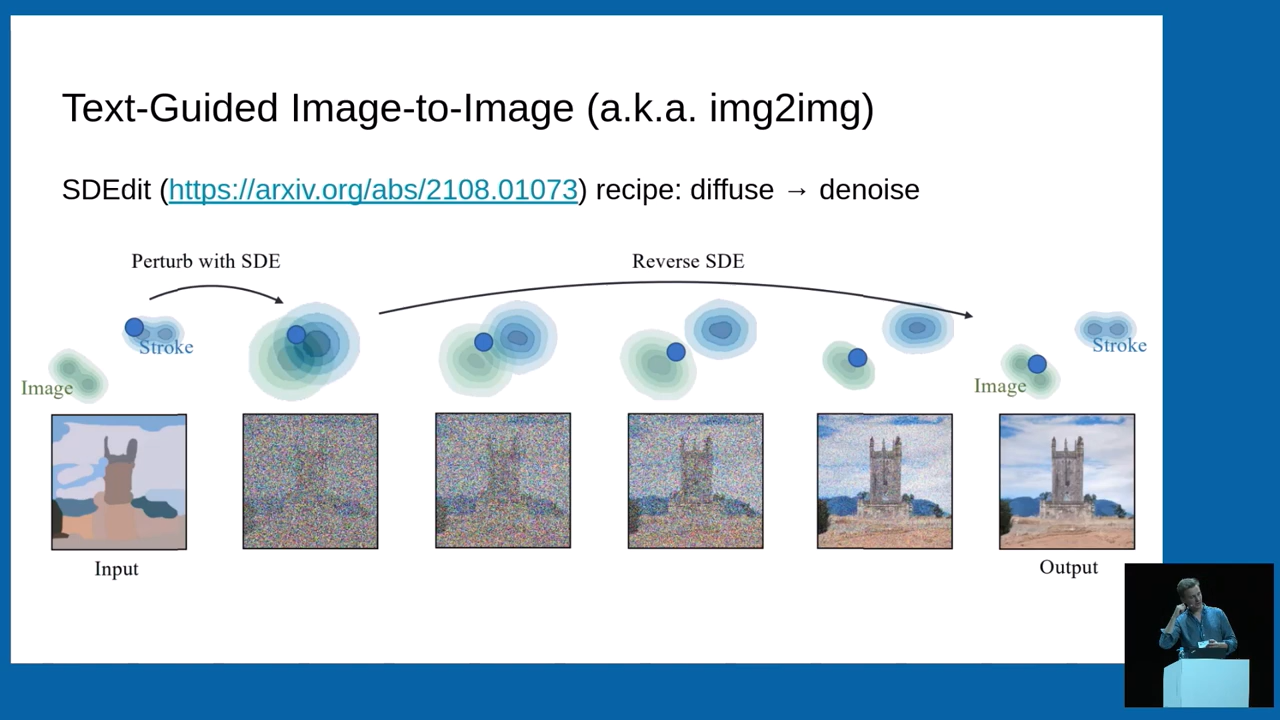 Text-Guided Image-to-Image (a.k.a. img2img)
SDEdit (https://arxiv.org/abs/2108.01073) recipe: diffuse → denoise
Perturb with SDE
Reverse SDE
Stroke
Image
Stroke
Image
Input
Output